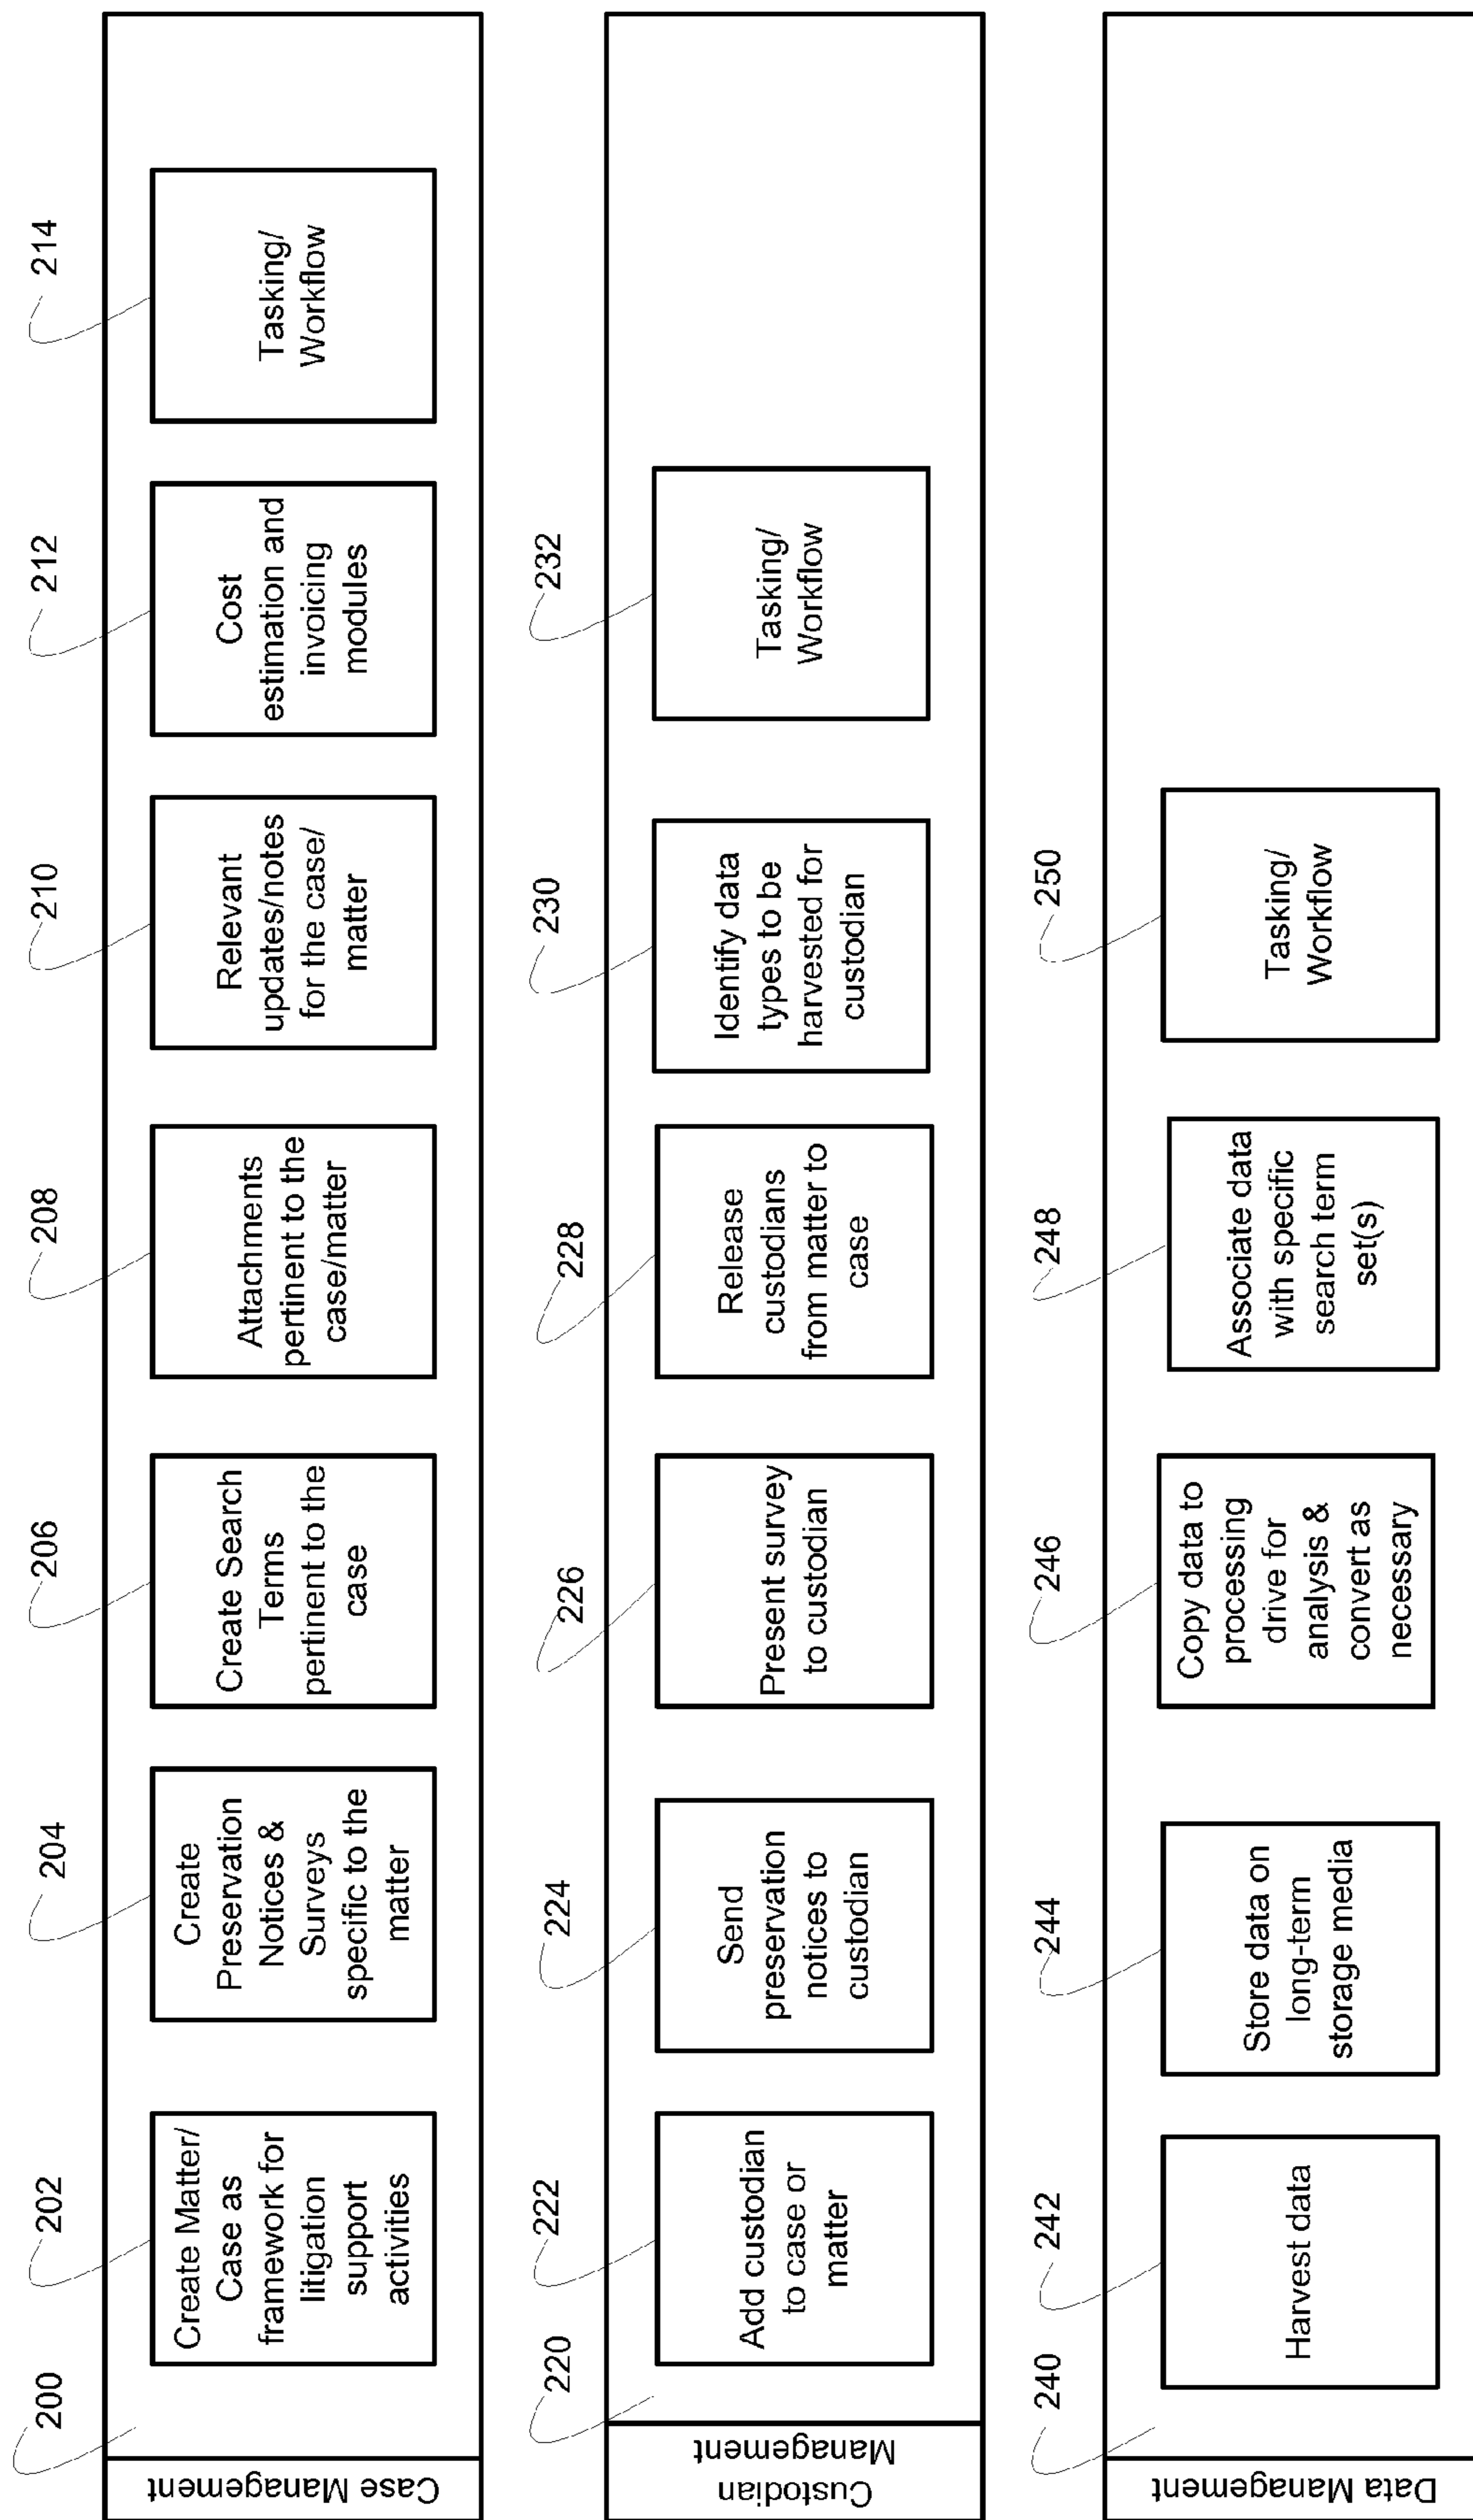 200
202
204
206
208
210
212
214
Case Management
Create Matter/
Case as
framework for
litigation
support
activities
Create
Preservation
Notices &
Surveys
specific to the
matter
Create Search
Terms
pertinent to the
case
Attachments
pertinent to the
case/matter
Relevant
updates/notes
for the case/
matter
Cost
estimation and
invoicing
modules
Tasking/
Workflow
220
222
224
226
228
230
232
Custodian
Management
Add custodian
to case or
matter
Send
preservation
notices to
custodian
Present survey
to custodian
Release
custodians
from matter to
case
Identify data
types to be
harvested for
custodian
Tasking/
Workflow
240
242
244
246
248
250
Data Management
Harvest data
Store data on
long-term
storage media
Copy data to
processing
drive for
analysis &
convert as
necessary
Associate data
with specific
search term
set(s)
Tasking/
Workflow